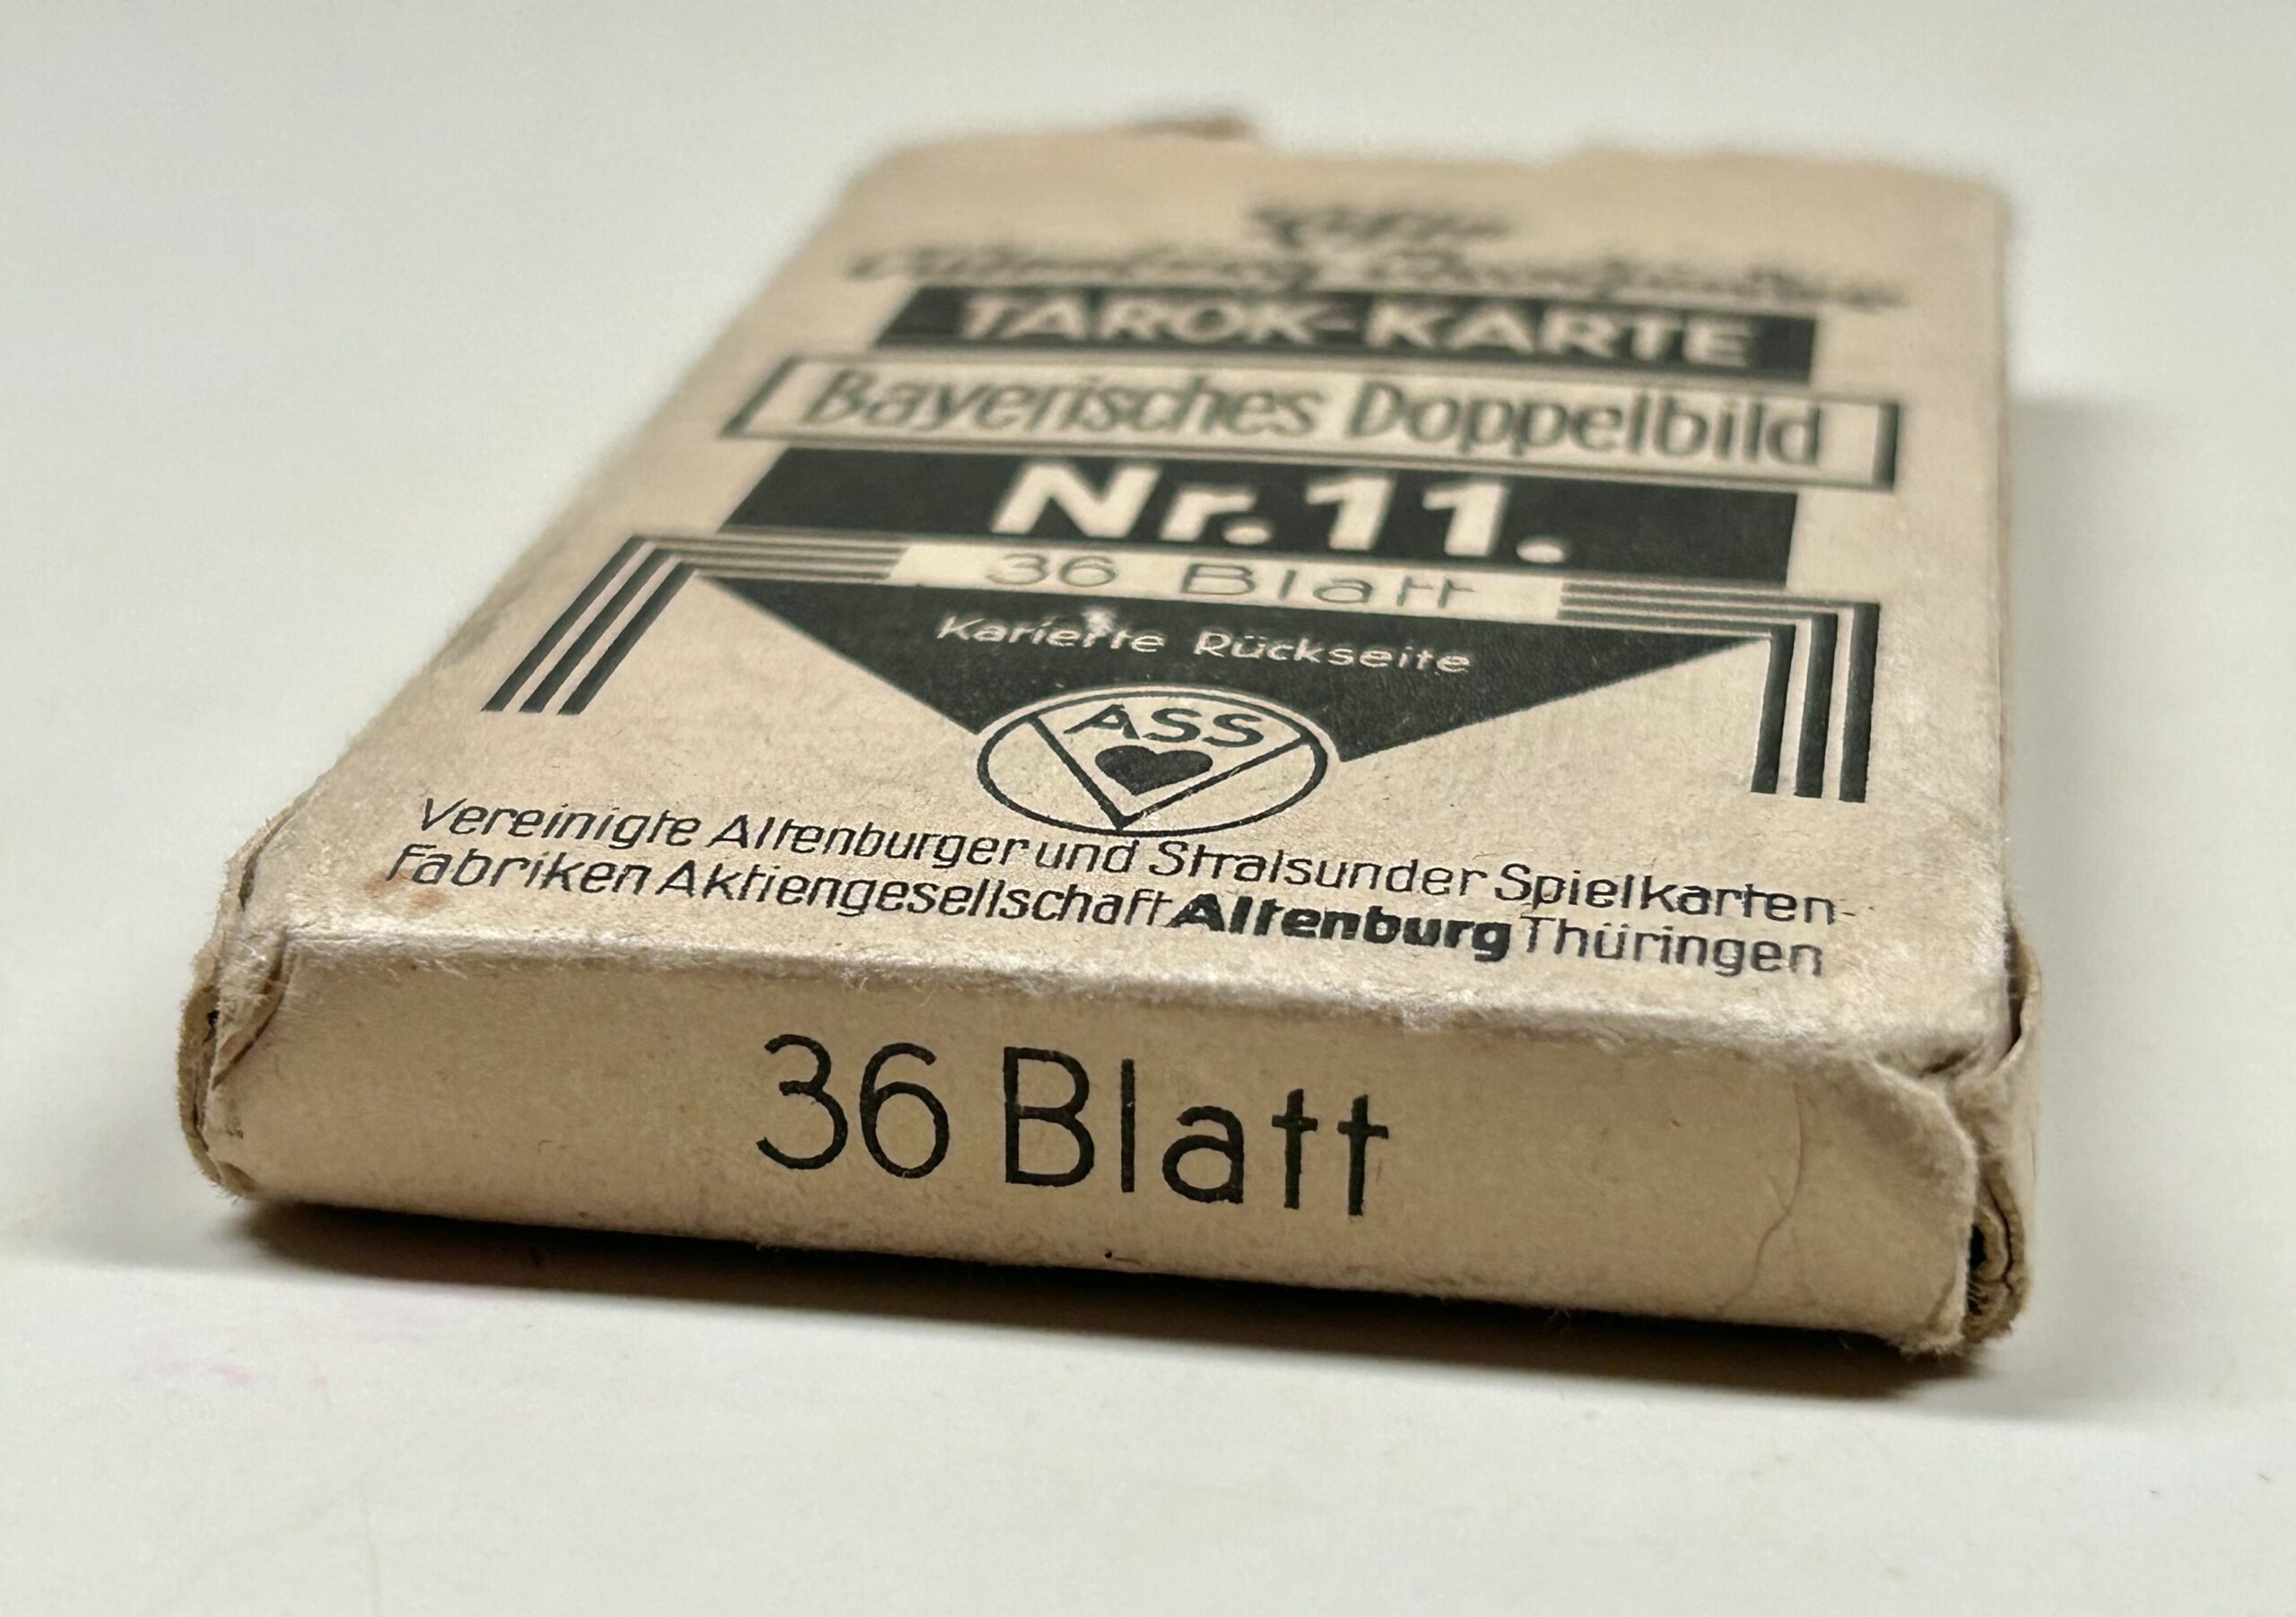 TAROK-KARTE
Bayerisches Doppelbild
Nr. 11.
36 Blatt
Karierte Rückseite
ASS
Vereinigte Altenburger und Stralsunder Spielkarten-
Fabriken Aktiengesellschaft Altenburg Thüringen
36 Blatt